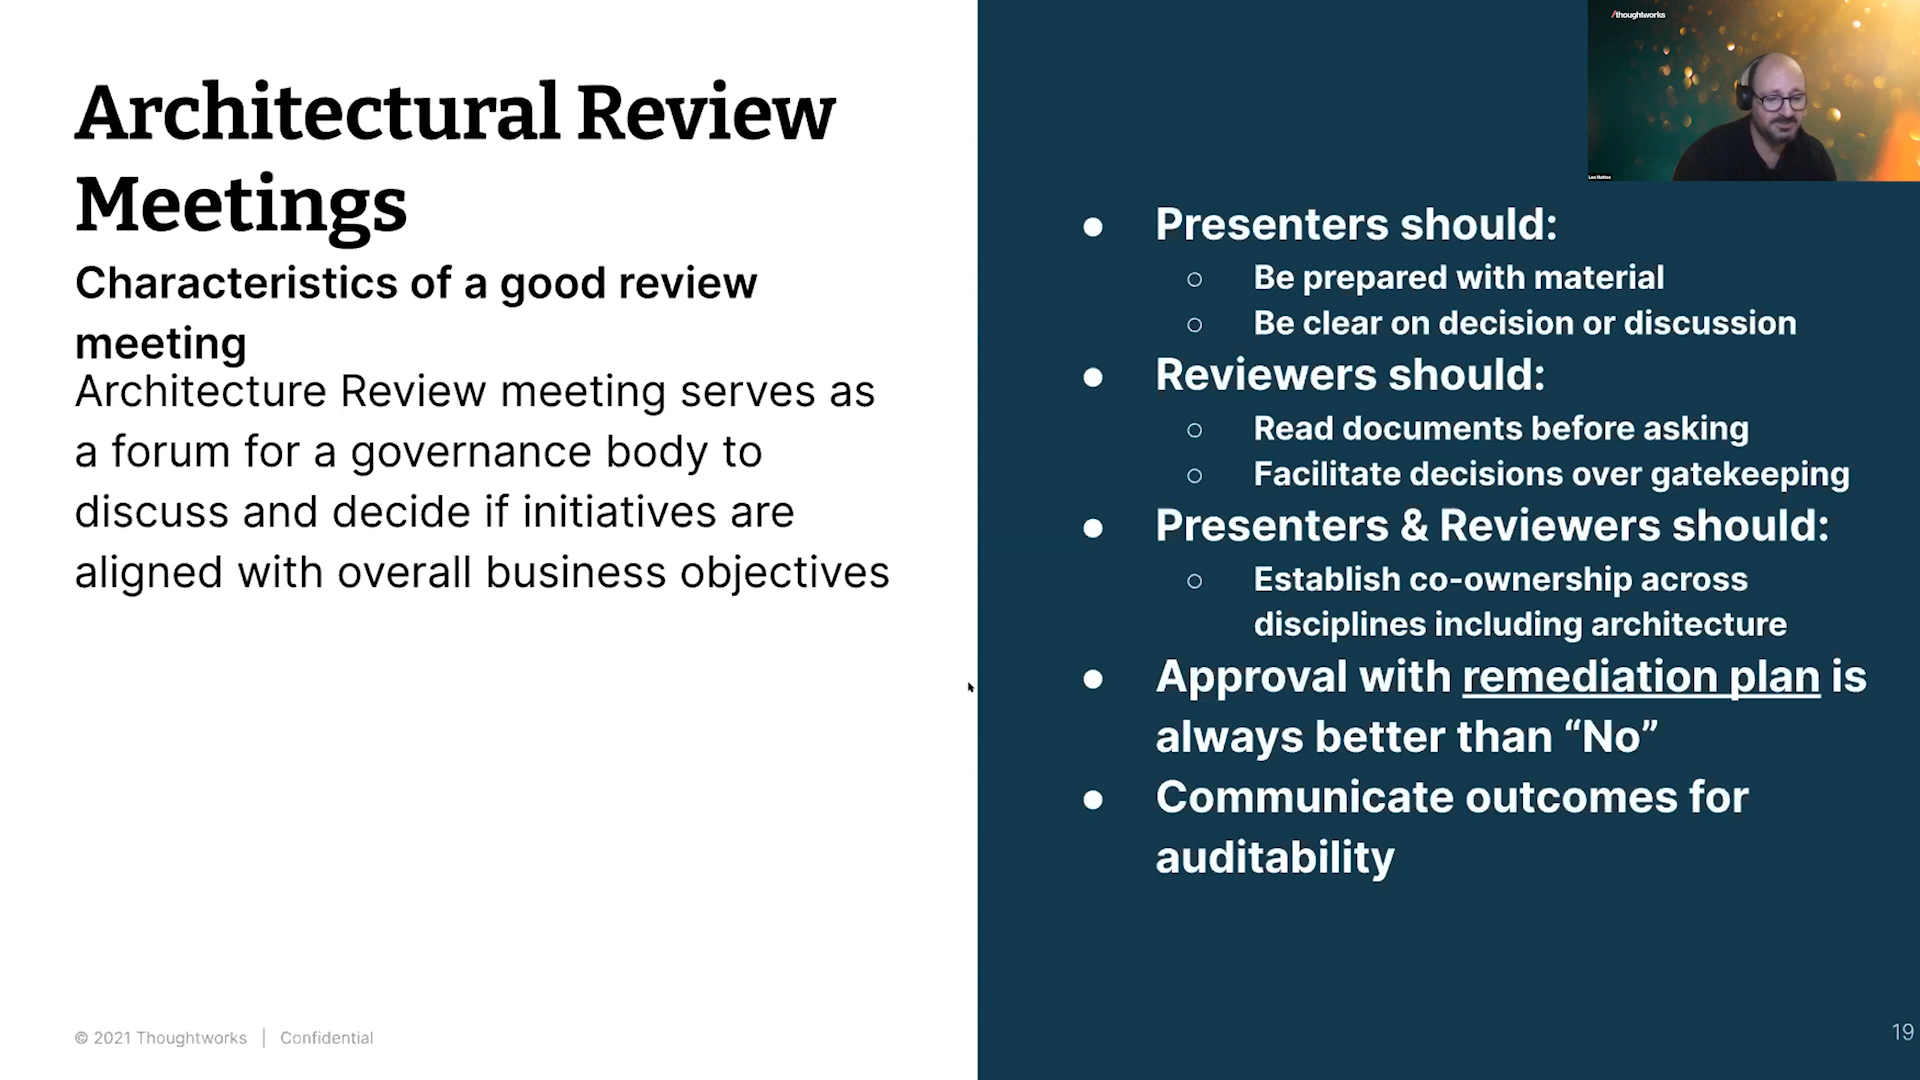 Architectural Review
Meetings
Characteristics of a good review
meeting
Architecture Review meeting serves as
a forum for a governance body to
discuss and decide if initiatives are
aligned with overall business objectives
/thoughtworks
Leo Mattos
● Presenters should:
○ Be prepared with material
○ Be clear on decision or discussion
● Reviewers should:
○ Read documents before asking
○ Facilitate decisions over gatekeeping
● Presenters & Reviewers should:
○ Establish co-ownership across
disciplines including architecture
● Approval with remediation plan is
always better than “No”
● Communicate outcomes for
auditability
© 2021 Thoughtworks | Confidential
19